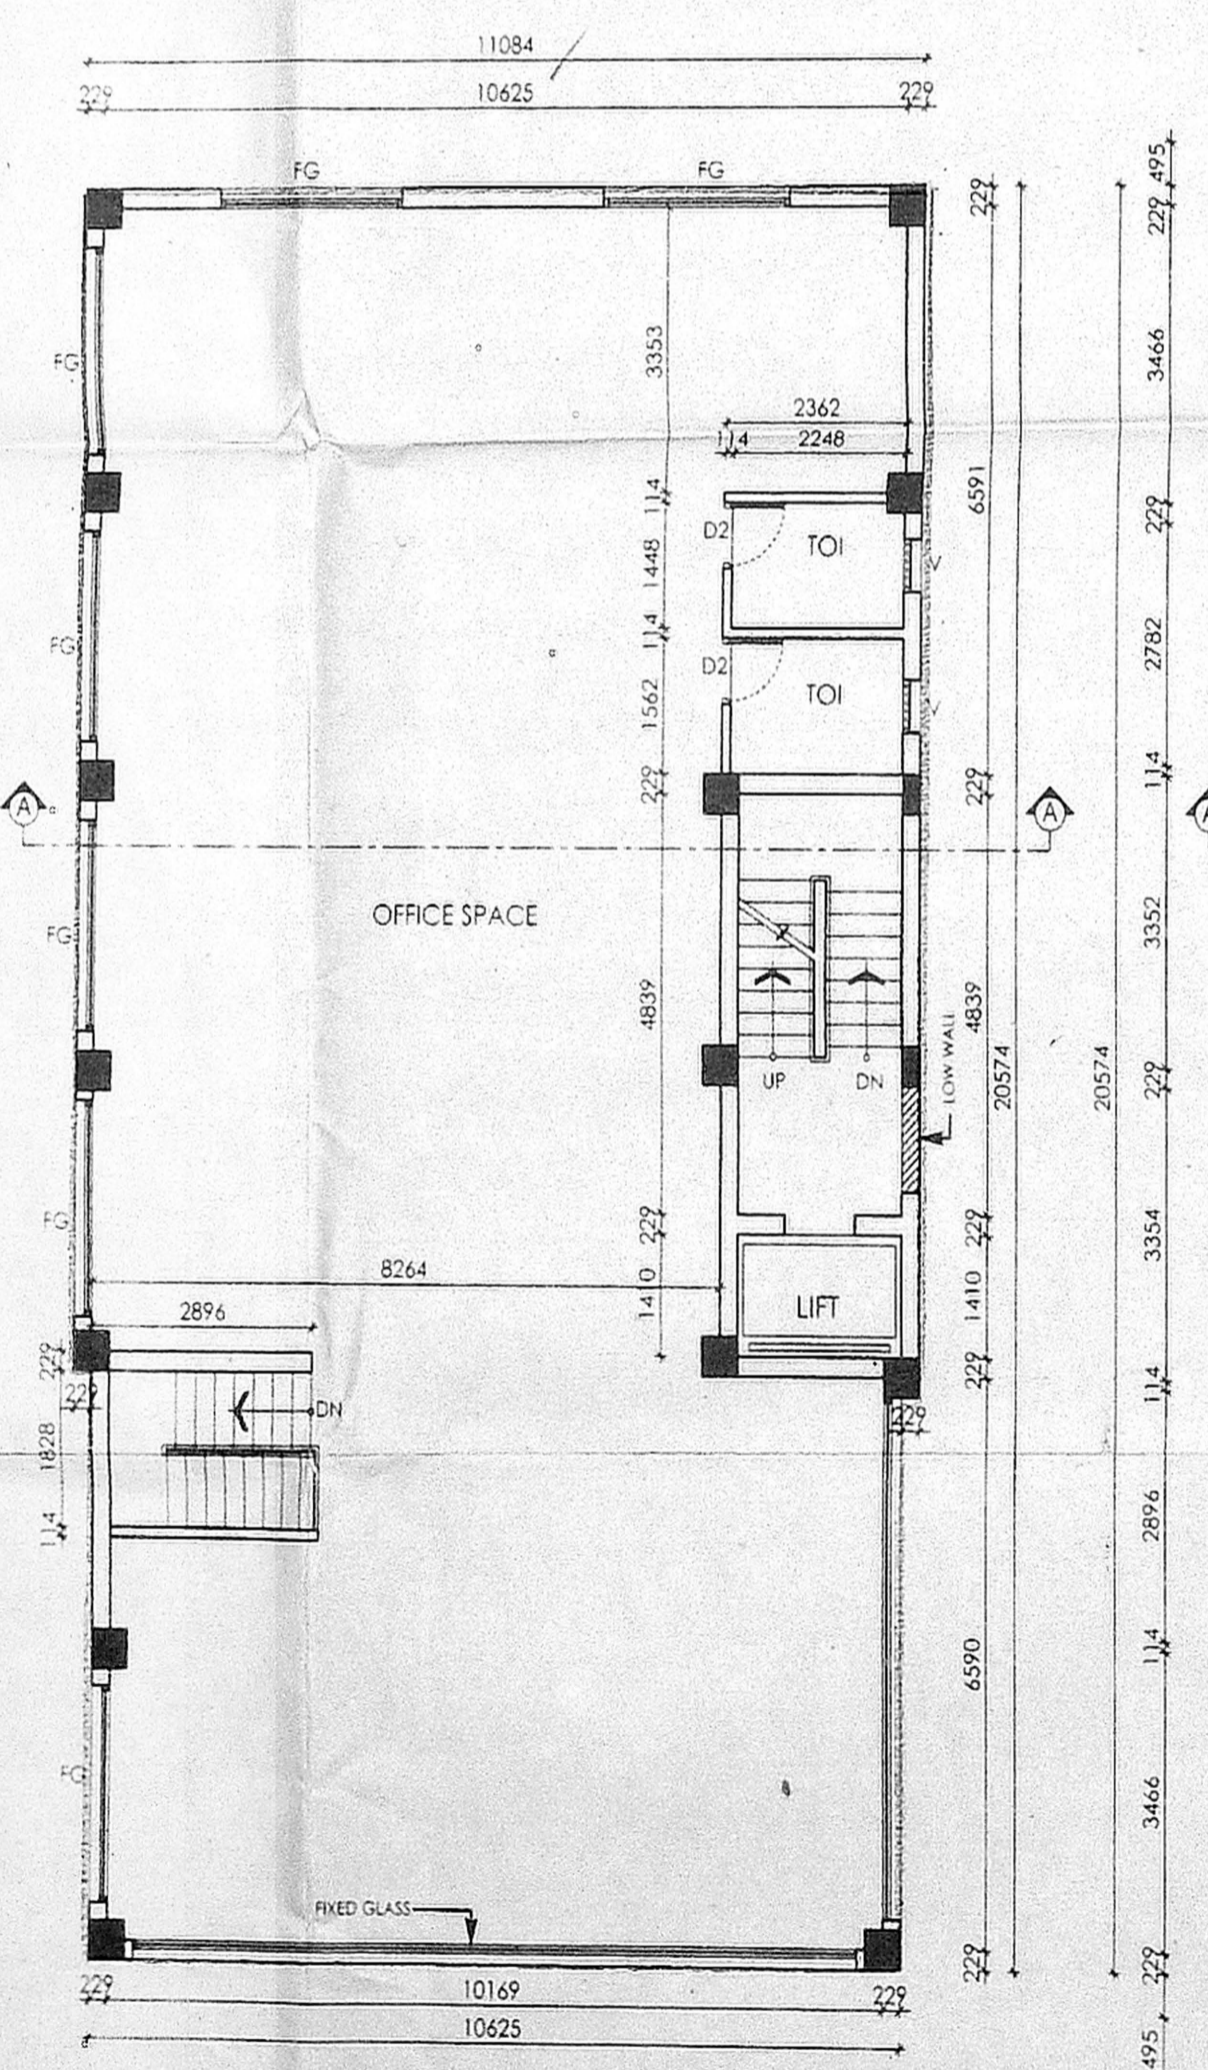 11084
229
10625
229
FG
FG
495
229
229
3466
FG
3353
2362
114
2248
6591
114
D2
TOI
229
V
1448
FG
114
2782
D2
TOI
V
1562
229
229
114
A
A
A
OFFICE SPACE
3352
4839
4839
LOW WALL
FG
20574
20574
229
UP
DN
FG
229
229
3354
8264
1410
1410
2896
LIFT
229
229
114
229
DN
229
1828
2896
114
6590
114
FG
3466
FIXED GLASS
229
229
229
10169
229
10625
495